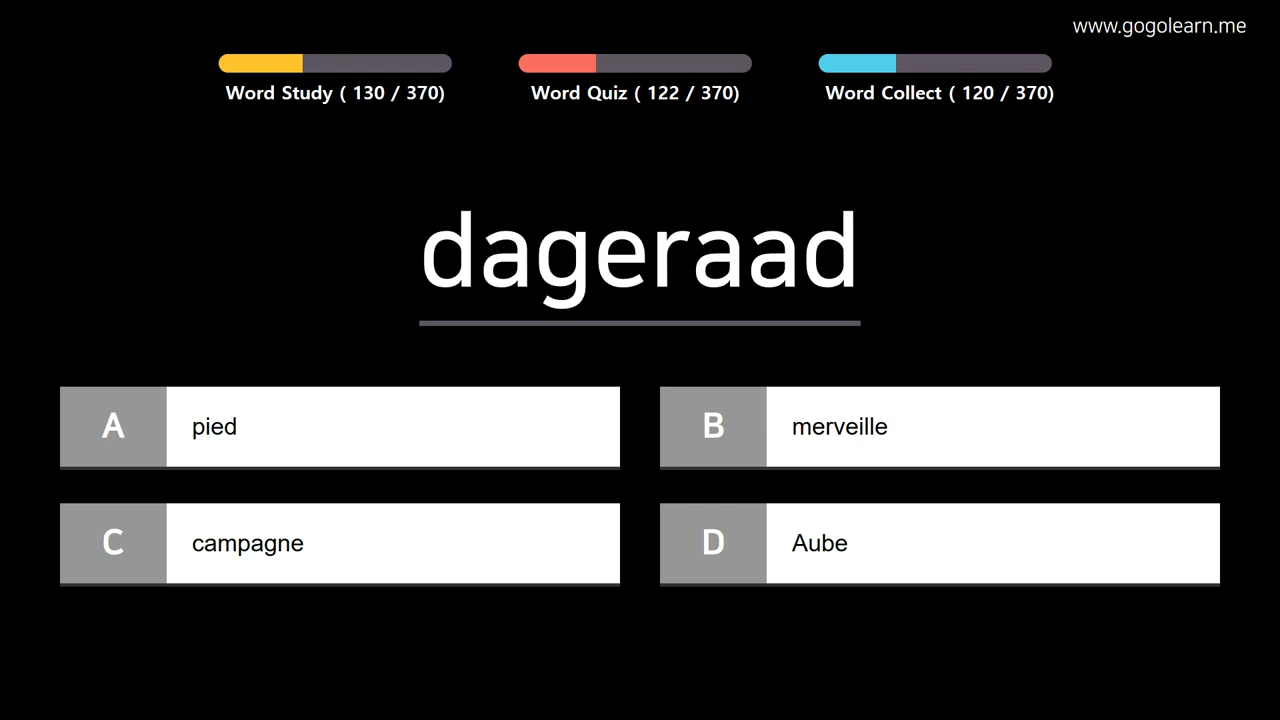 www.gogolearn.me
Word Study ( 130 / 370)
Word Quiz ( 122 / 370)
Word Collect ( 120 / 370)
dageraad
A pied
B merveille
C campagne
D Aube